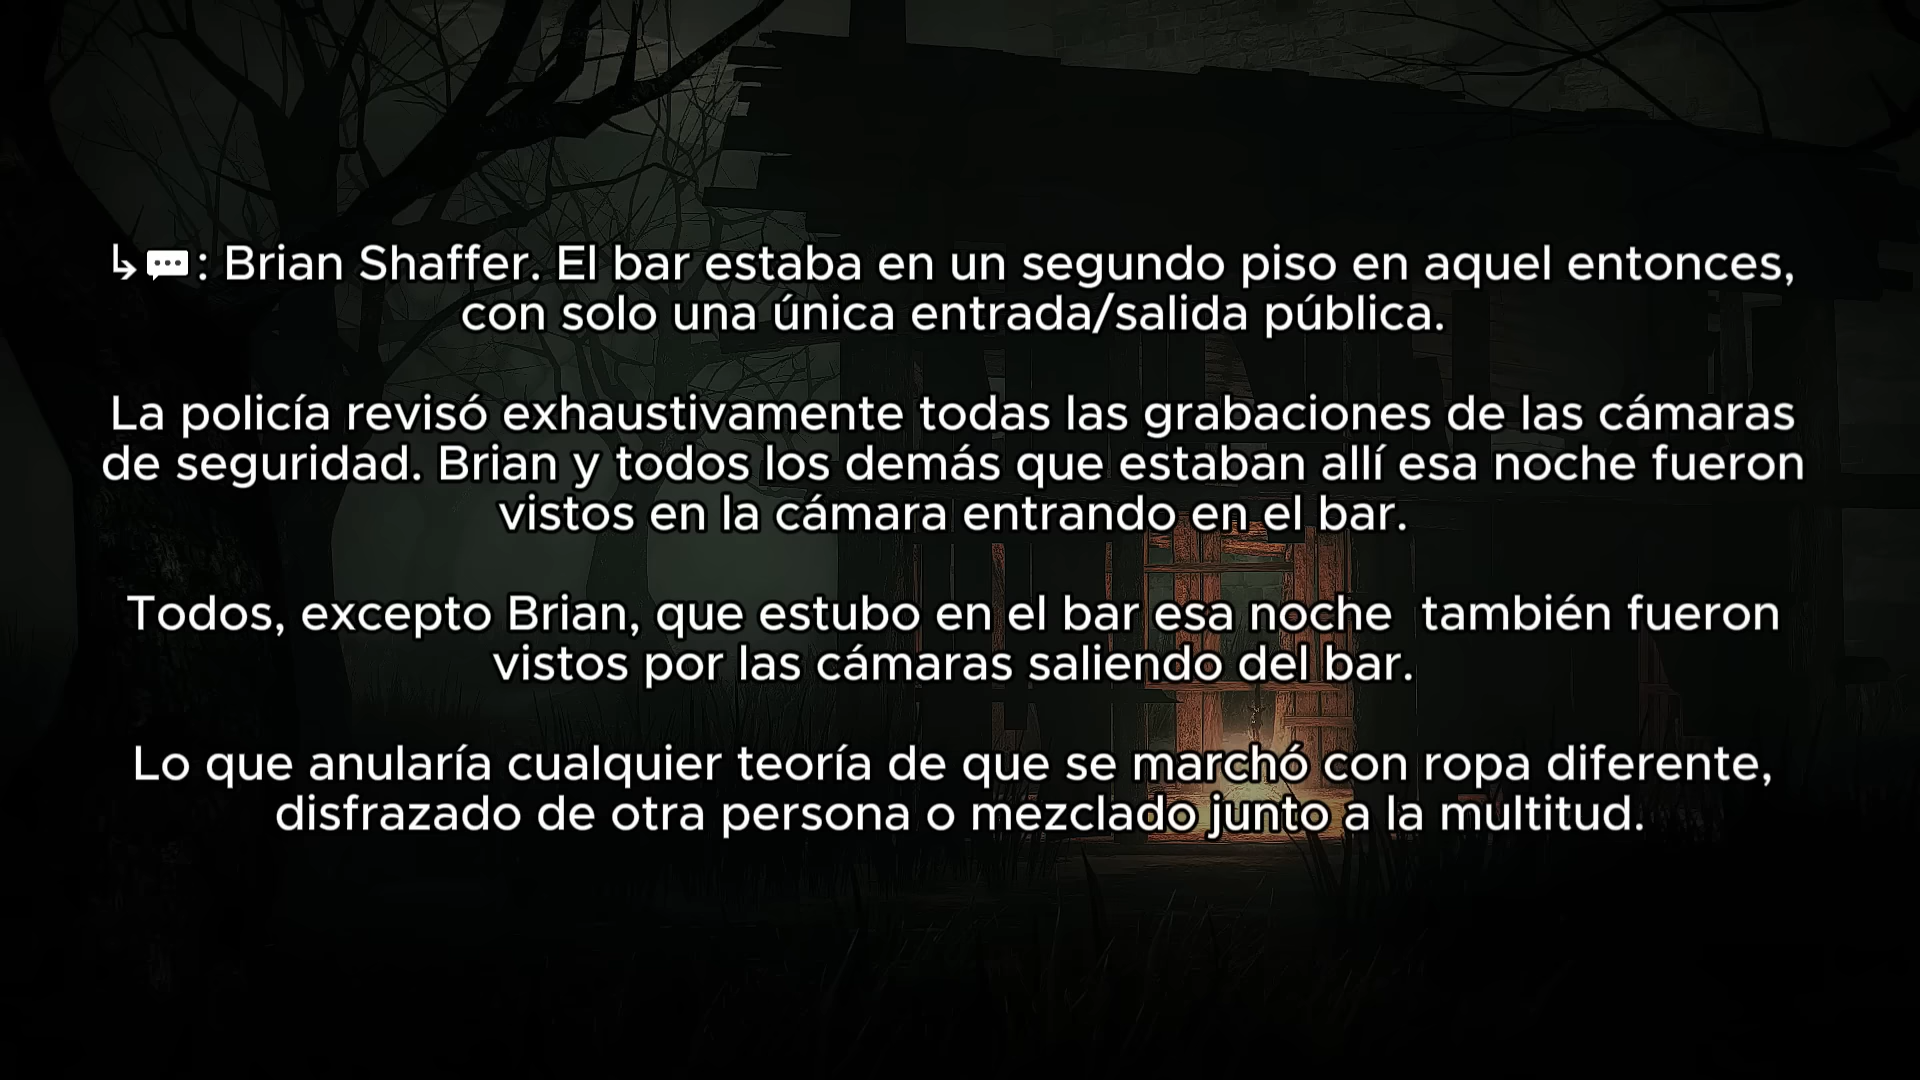 ↳💬: Brian Shaffer. El bar estaba en un segundo piso en aquel entonces,
con solo una única entrada/salida pública.
La policía revisó exhaustivamente todas las grabaciones de las cámaras
de seguridad. Brian y todos los demás que estaban allí esa noche fueron
vistos en la cámara entrando en el bar.
Todos, excepto Brian, que estubo en el bar esa noche  también fueron
vistos por las cámaras saliendo del bar.
Lo que anularía cualquier teoría de que se marchó con ropa diferente,
disfrazado de otra persona o mezclado junto a la multitud.